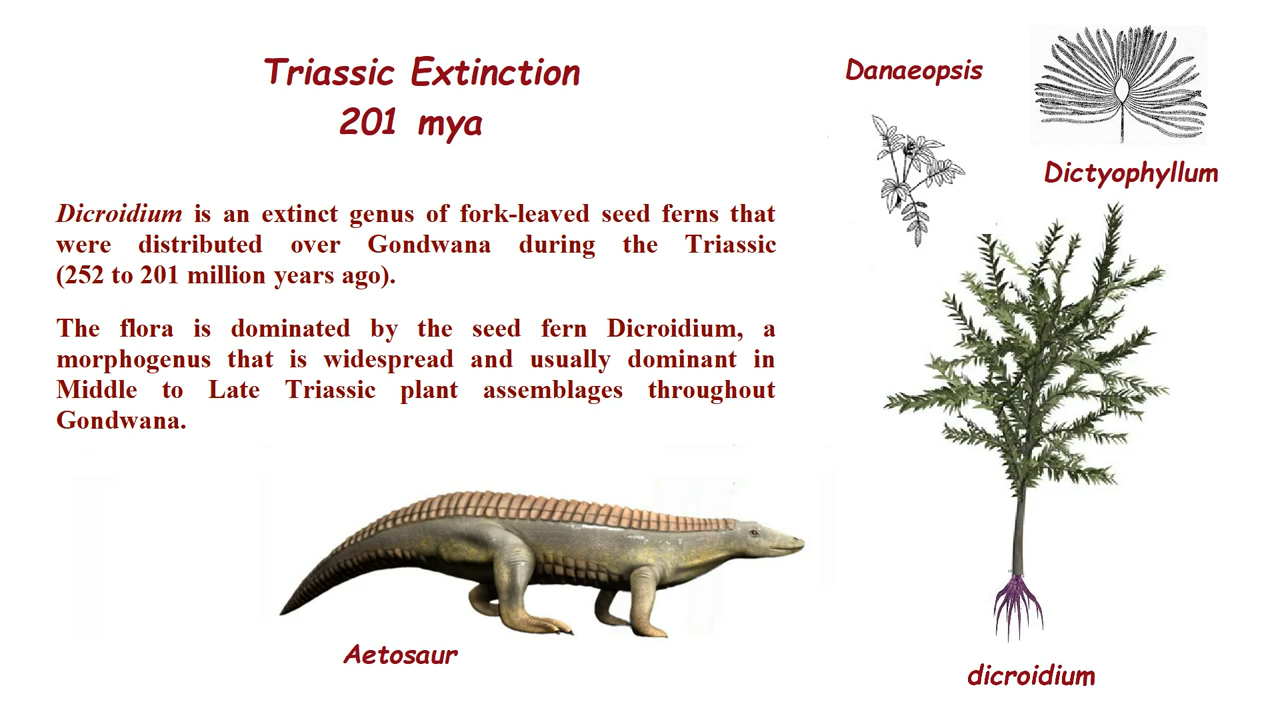 Triassic Extinction
201 mya
Danaeopsis
Dictyophyllum
Dicroidium is an extinct genus of fork-leaved seed ferns that
were distributed over Gondwana during the Triassic
(252 to 201 million years ago).
The flora is dominated by the seed fern Dicroidium, a
morphogenus that is widespread and usually dominant in
Middle to Late Triassic plant assemblages throughout
Gondwana.
Aetosaur
dicroidium